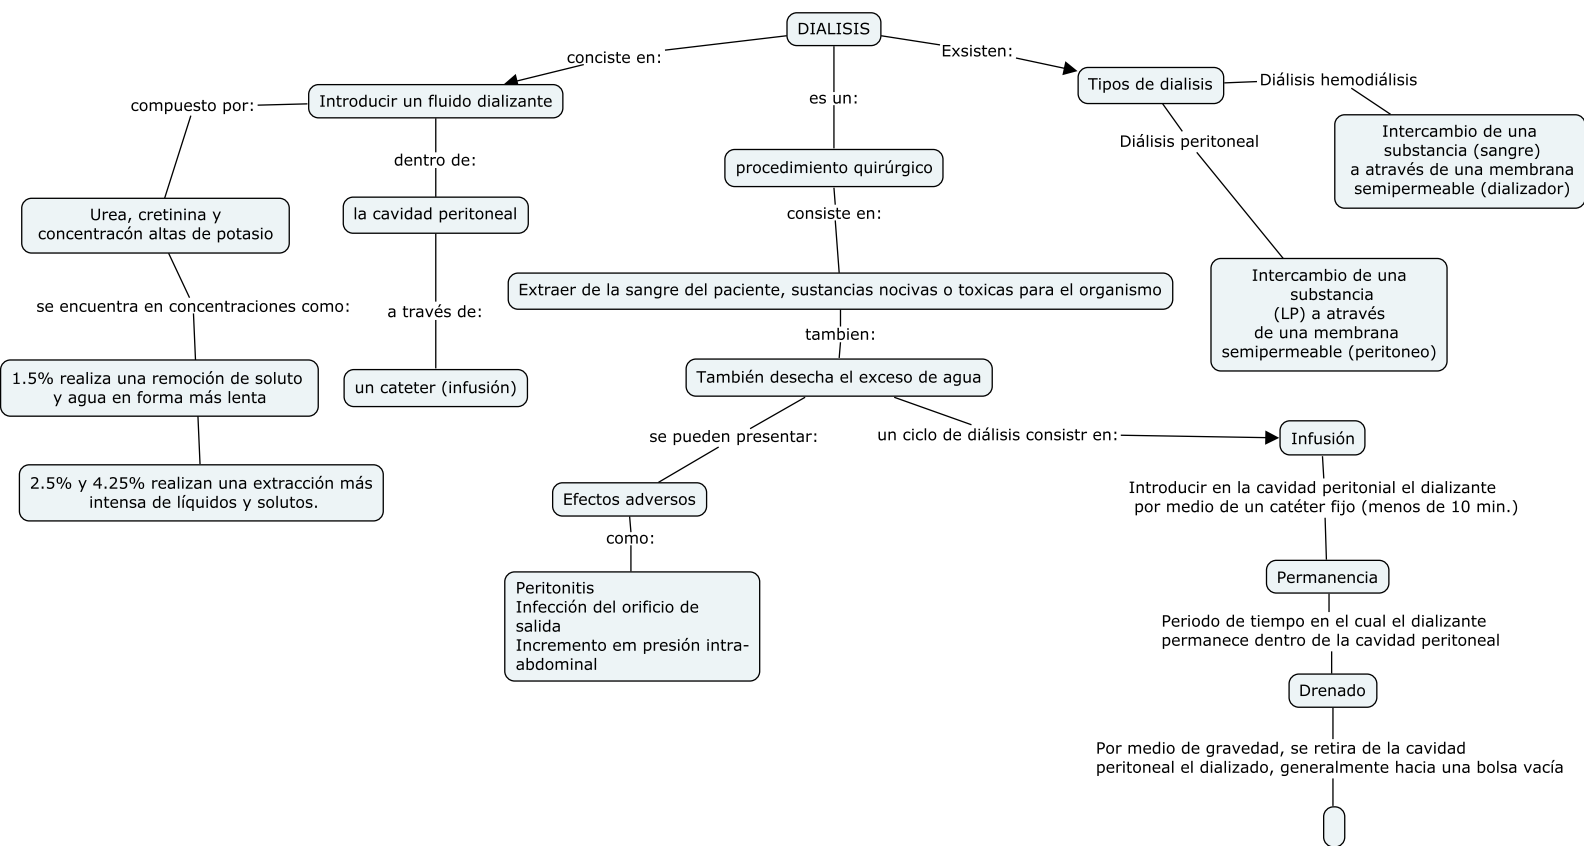 DIALISIS
conciste en:
Exsisten:
Introducir un fluido dializante
es un:
Tipos de dialisis
Diálisis hemodiálisis
compuesto por:
dentro de:
procedimiento quirúrgico
Diálisis peritoneal
Intercambio de una
substancia (sangre)
a através de una membrana
semipermeable (dializador)
Urea, cretinina y
concentracón altas de potasio
la cavidad peritoneal
consiste en:
se encuentra en concentraciones como:
a través de:
Extraer de la sangre del paciente, sustancias nocivas o toxicas para el organismo
Intercambio de una
substancia
(LP) a através
de una membrana
semipermeable (peritoneo)
tambien:
1.5% realiza una remoción de soluto
y agua en forma más lenta
un cateter (infusión)
También desecha el exceso de agua
2.5% y 4.25% realizan una extracción más
intensa de líquidos y solutos.
se pueden presentar:
un ciclo de diálisis consistr en:
Infusión
Efectos adversos
como:
Peritonitis
Infección del orificio de
salida
Incremento em presión intra-
abdominal
Introducir en la cavidad peritonial el dializante
por medio de un catéter fijo (menos de 10 min.)
Permanencia
Periodo de tiempo en el cual el dializante
permanece dentro de la cavidad peritoneal
Drenado
Por medio de gravedad, se retira de la cavidad
peritoneal el dializado, generalmente hacia una bolsa vacía